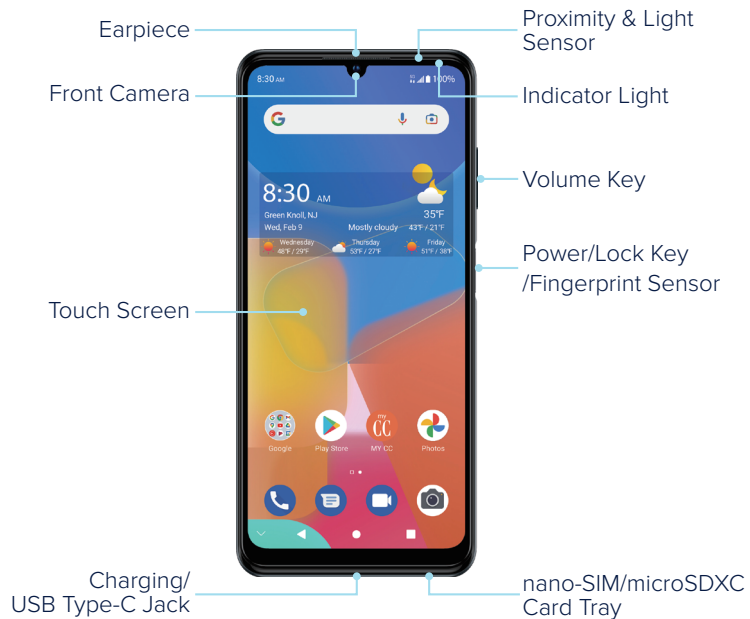 Earpiece
Proximity & Light
Sensor
Front Camera
Indicator Light
8:30 AM
100%
G
Volume Key
8:30 AM
Green Knoll, NJ
Wed, Feb 9
35°F
Mostly cloudy 43°F / 21°F
Wednesday
48°F / 29°F
Thursday
53°F / 27°F
Friday
51°F / 38°F
Power/Lock Key
/Fingerprint Sensor
Touch Screen
my
CC
Google
Play Store
MY CC
Photos
Charging/
USB Type-C Jack
nano-SIM/microSDXC
Card Tray